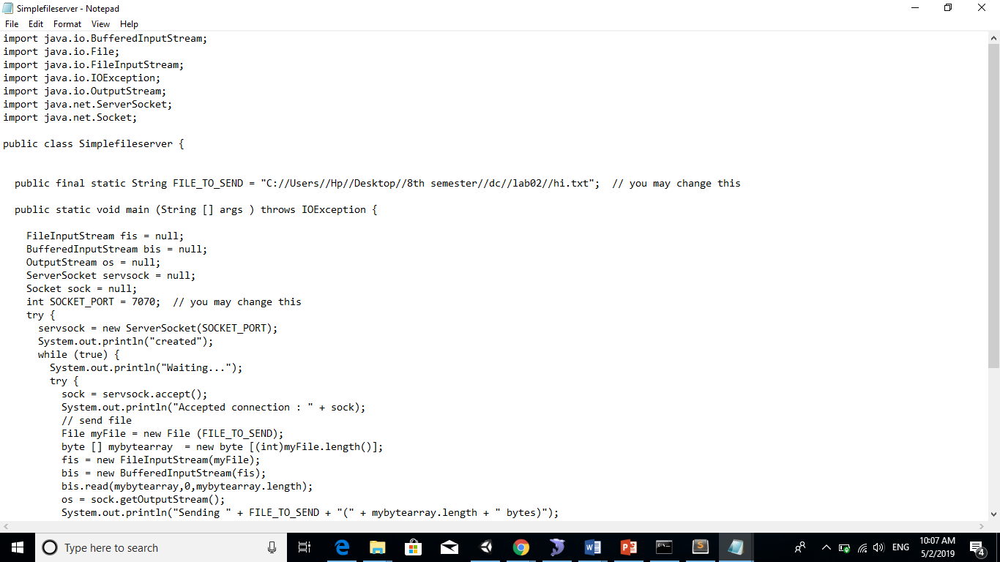 Simplefileserver - Notepad
File Edit Format View Help
import java.io.BufferedInputStream;
import java.io.File;
import java.io.FileInputStream;
import java.io.IOException;
import java.io.OutputStream;
import java.net.ServerSocket;
import java.net.Socket;
public class Simplefileserver {
public final static String FILE_TO_SEND = "C://Users//Hp//Desktop//8th semester//dc//lab02//hi.txt";  // you may change this
public static void main (String [] args ) throws IOException {
FileInputStream fis = null;
BufferedInputStream bis = null;
OutputStream os = null;
ServerSocket servsock = null;
Socket sock = null;
int SOCKET_PORT = 7070;  // you may change this
try {
servsock = new ServerSocket(SOCKET_PORT);
System.out.println("created");
while (true) {
System.out.println("Waiting...");
try {
sock = servsock.accept();
System.out.println("Accepted connection : " + sock);
// send file
File myFile = new File (FILE_TO_SEND);
byte [] mybytearray  = new byte [(int)myFile.length()];
fis = new FileInputStream(myFile);
bis = new BufferedInputStream(fis);
bis.read(mybytearray,0,mybytearray.length);
os = sock.getOutputStream();
System.out.println("Sending " + FILE_TO_SEND + "(" + mybytearray.length + " bytes)");
Type here to search
ENG
10:07 AM
5/2/2019
4